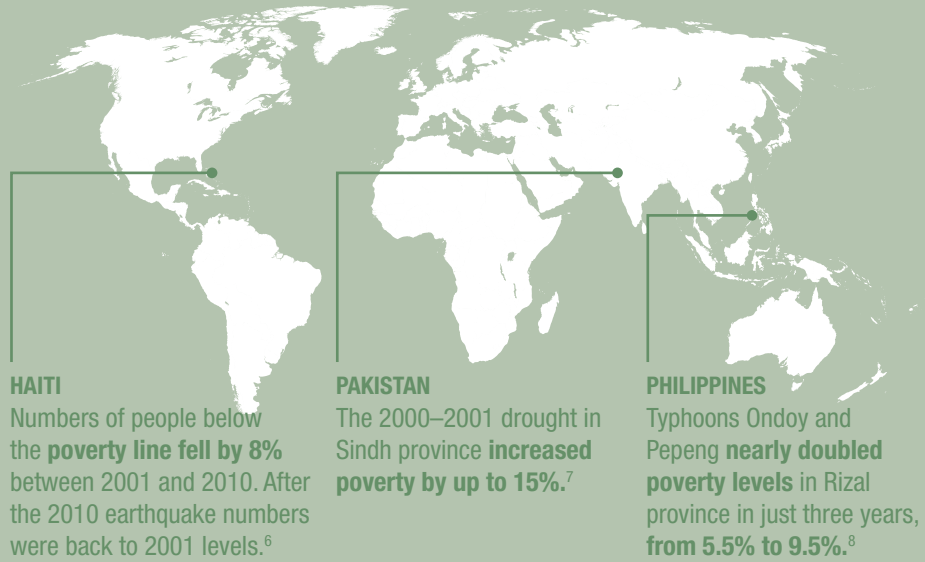 HAITI
Numbers of people below
the poverty line fell by 8%
between 2001 and 2010. After
the 2010 earthquake numbers
were back to 2001 levels.6
PAKISTAN
The 2000–2001 drought in
Sindh province increased
poverty by up to 15%.7
PHILIPPINES
Typhoons Ondoy and
Pepeng nearly doubled
poverty levels in Rizal
province in just three years,
from 5.5% to 9.5%.8